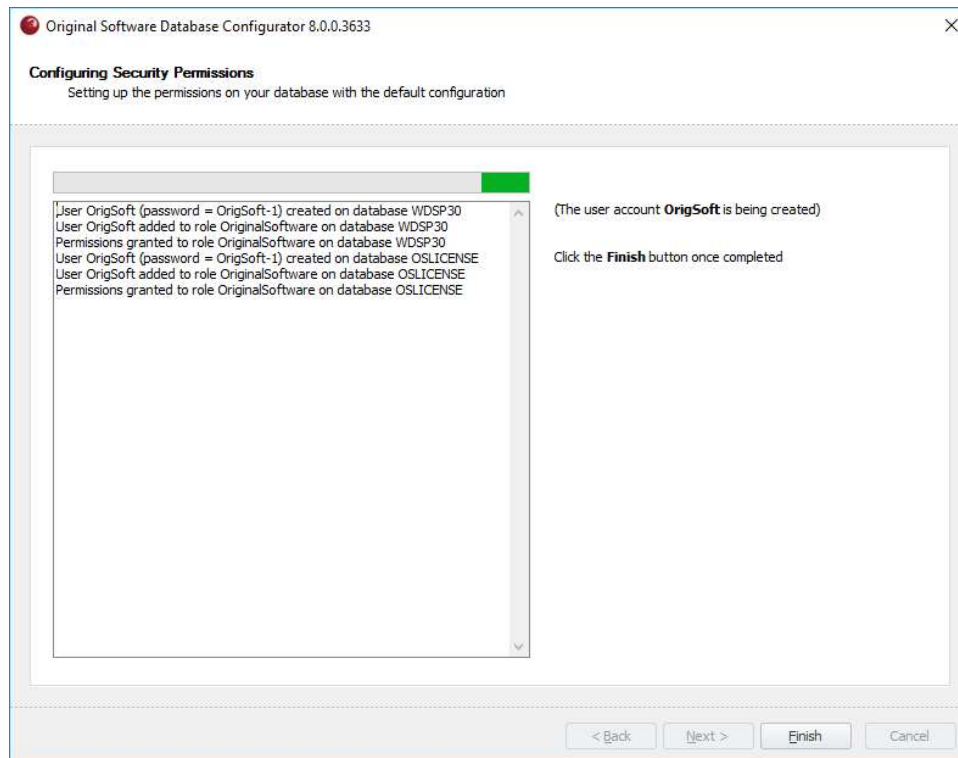 Original Software Database Configurator 8.0.0.3633
Configuring Security Permissions
Setting up the permissions on your database with the default configuration
User OrigSoft (password = OrigSoft-1) created on database WDSP30
User OrigSoft added to role OriginalSoftware on database WDSP30
Permissions granted to role OriginalSoftware on database WDSP30
User OrigSoft (password = OrigSoft-1) created on database OSLICENSE
User OrigSoft added to role OriginalSoftware on database OSLICENSE
Permissions granted to role OriginalSoftware on database OSLICENSE
(The user account OrigSoft is being created)
Click the Finish button once completed
< Back Next > Finish Cancel